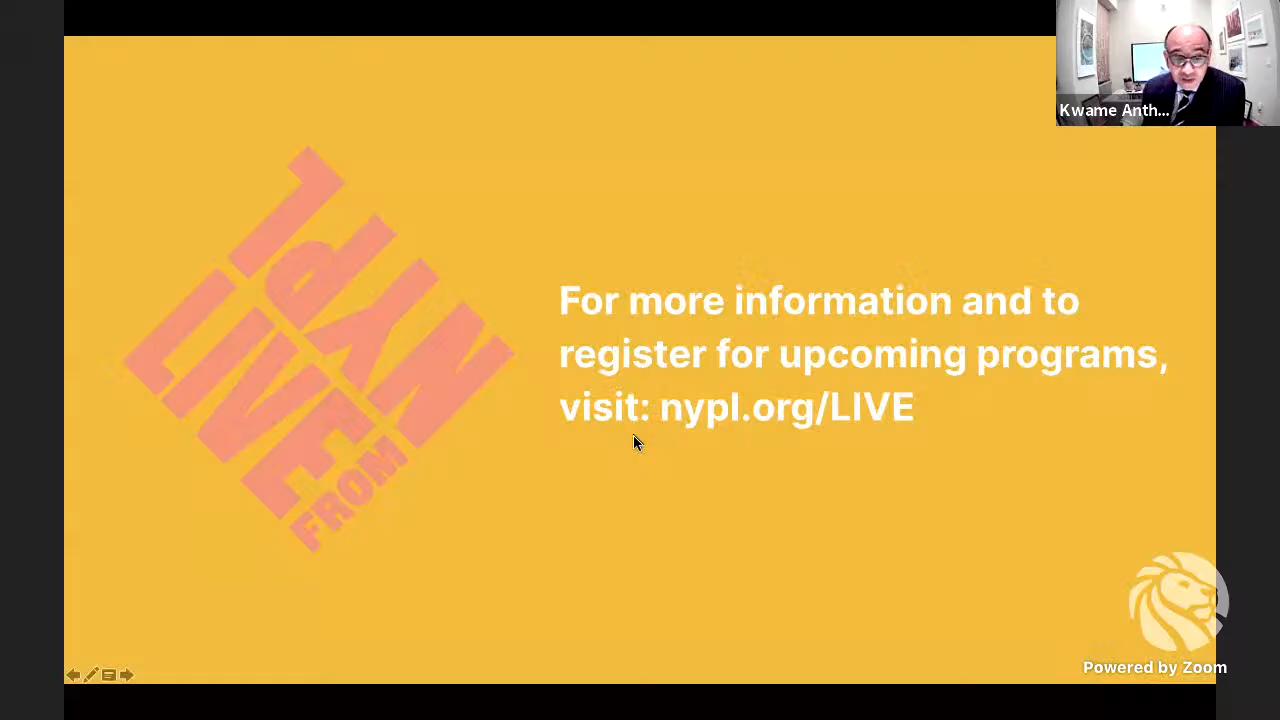 Kwame Anth...
LIVE
FROM
NYPL
For more information and to
register for upcoming programs,
visit: nypl.org/LIVE
Powered by Zoom